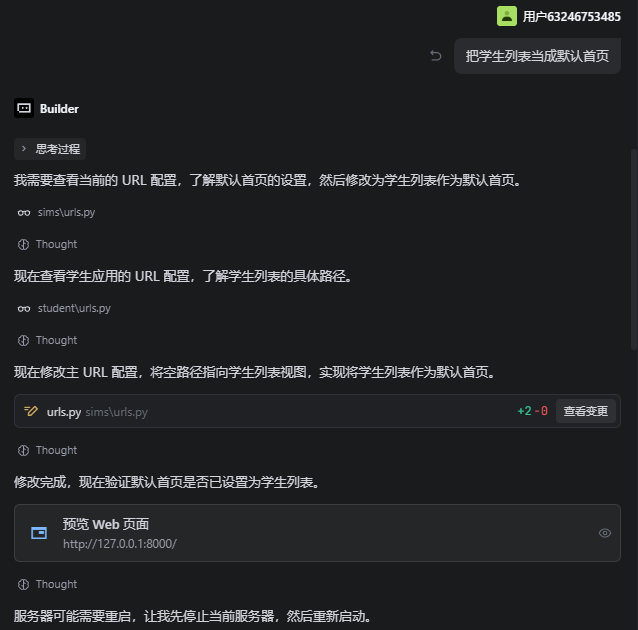 用户63246753485
把学生列表当成默认首页
Builder
思考过程
我需要查看当前的 URL 配置，了解默认首页的设置，然后修改为学生列表作为默认首页。
sims\urls.py
Thought
现在查看学生应用的 URL 配置，了解学生列表的具体路径。
student\urls.py
Thought
现在修改主 URL 配置，将空路径指向学生列表视图，实现将学生列表作为默认首页。
urls.py sims\urls.py +2 -0 查看变更
Thought
修改完成，现在验证默认首页是否已设置为学生列表。
预览 Web 页面
http://127.0.0.1:8000/
Thought
服务器可能需要重启，让我先停止当前服务器，然后重新启动。